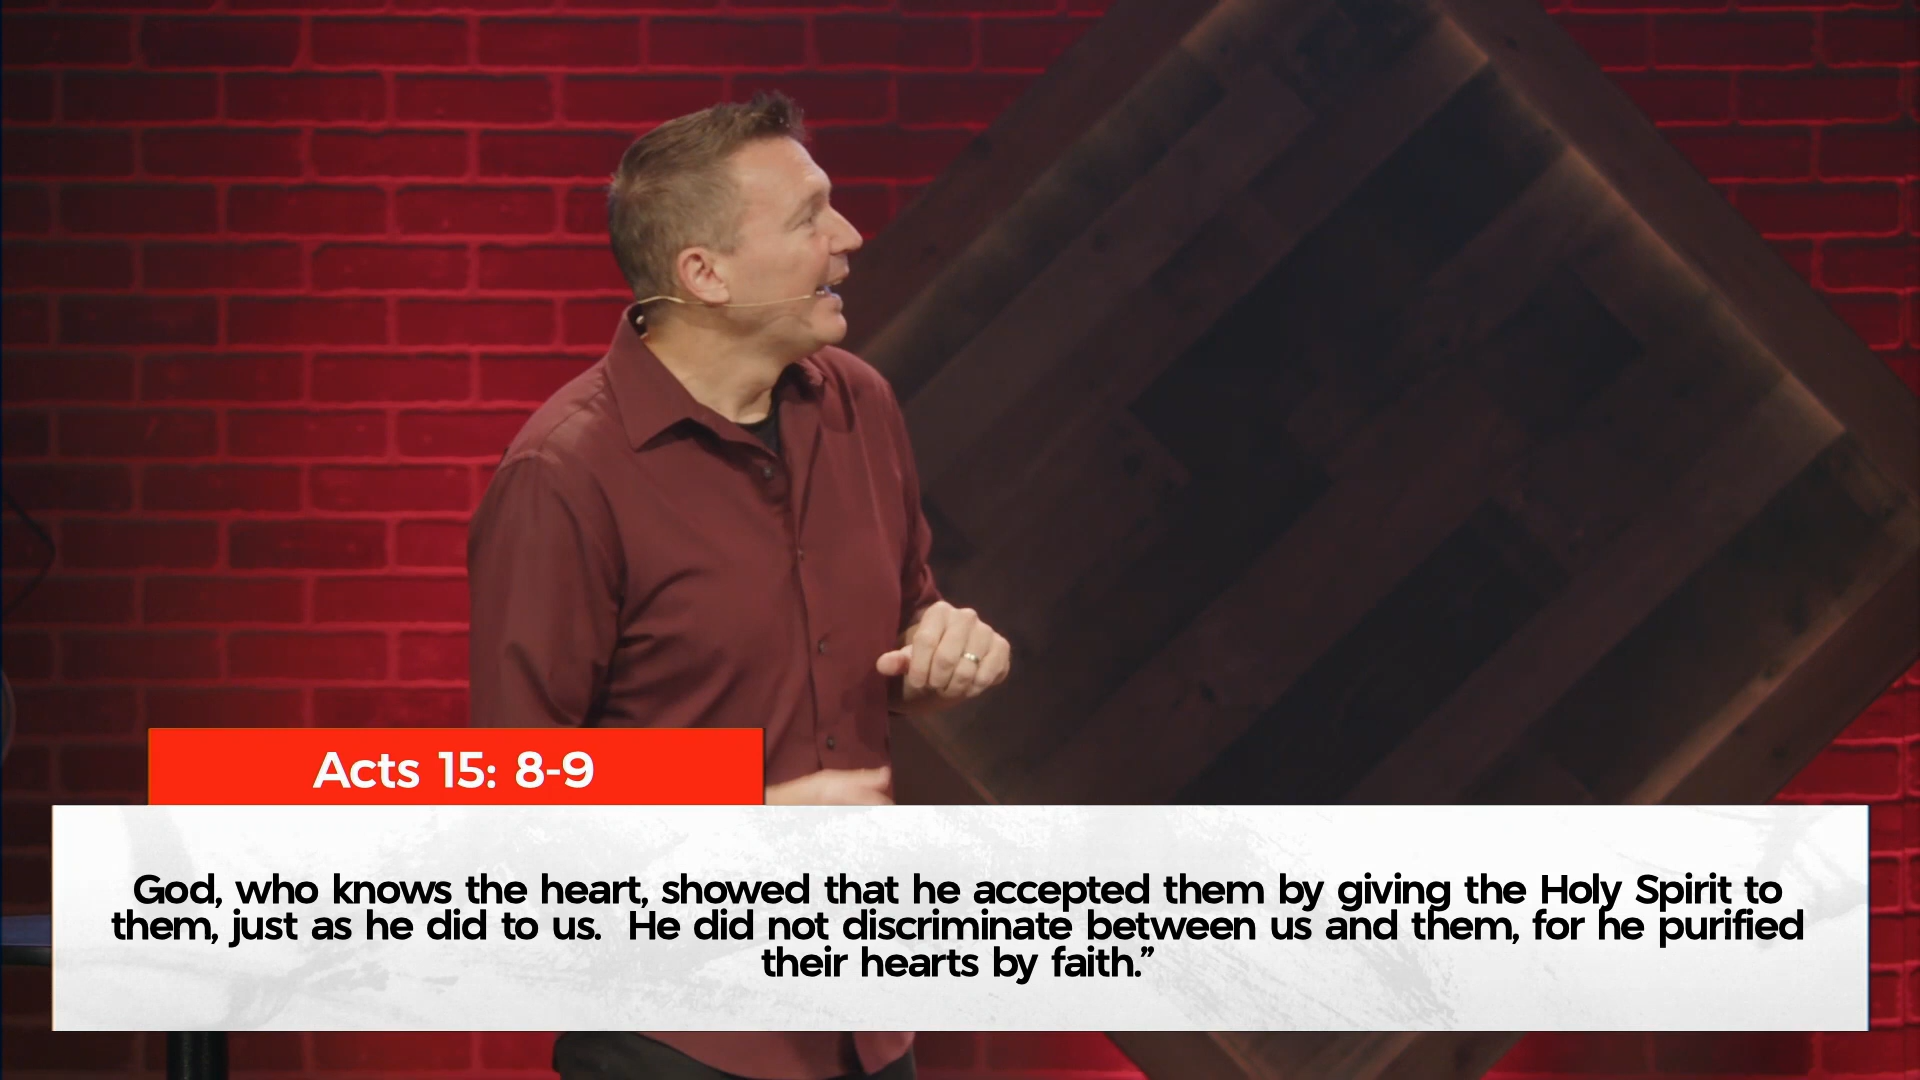 Acts 15: 8-9
God, who knows the heart, showed that he accepted them by giving the Holy Spirit to
them, just as he did to us.  He did not discriminate between us and them, for he purified
their hearts by faith.”